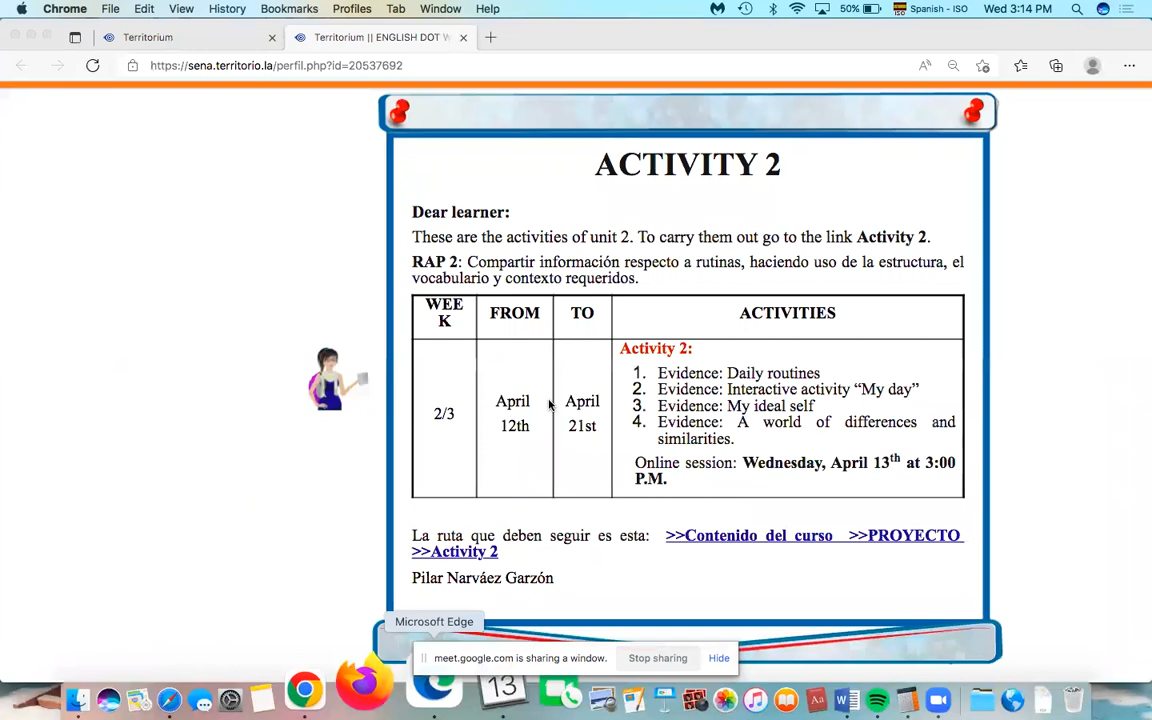 Chrome File Edit View History Bookmarks Profiles Tab Window Help 50% Spanish - ISO Wed 3:14 PM
Territorium Territorium || ENGLISH DOT
https://sena.territorio.la/perfil.php?id=20537692
ACTIVITY 2
Dear learner:
These are the activities of unit 2. To carry them out go to the link Activity 2.
RAP 2: Compartir información respecto a rutinas, haciendo uso de la estructura, el
vocabulario y contexto requeridos.
WEE
K
FROM TO ACTIVITIES
Activity 2:
1. Evidence: Daily routines
2. Evidence: Interactive activity “My day”
3. Evidence: My ideal self
4. Evidence: A world of differences and
similarities.
Online session: Wednesday, April 13th at 3:00
P.M.
2/3
April
12th
April
21st
La ruta que deben seguir es esta: >>Contenido del curso >>PROYECTO
>>Activity 2
Pilar Narváez Garzón
Microsoft Edge
meet.google.com is sharing a window. Stop sharing Hide
13